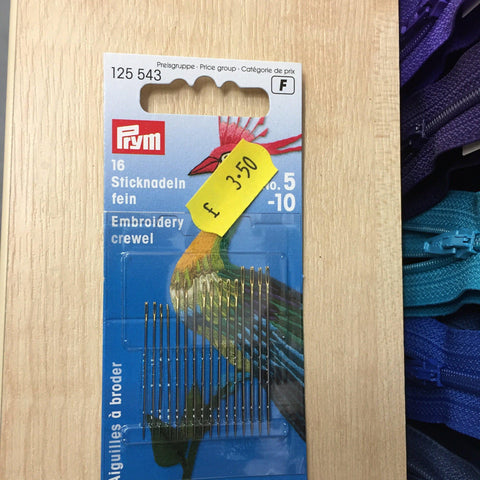 Preisgruppe · Price group · Catégorie de prix
125 543
F
Prym
16
Sticknadeln
fein
Embroidery
crewel
£ 3.50
5
-10
Aiguilles à broder